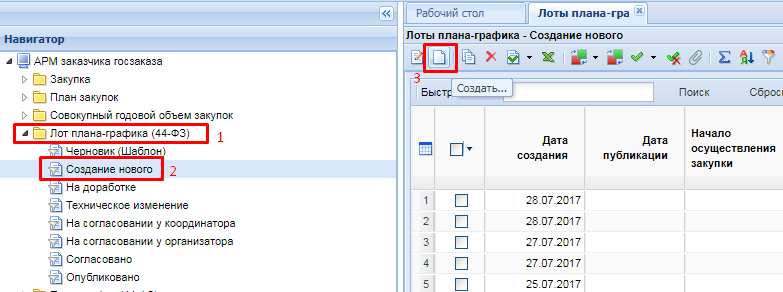 Навигатор
АРМ заказчика госзаказа
Закупка
План закупок
Совокупный годовой объем закупок
Лот плана-графика (44-ФЗ)
1
Черновик (Шаблон)
Создание нового
2
На доработке
Техническое изменение
На согласовании у координатора
На согласовании у организатора
Согласовано
Опубликовано
Рабочий стол
Лоты плана-гра
Лоты плана-графика - Создание нового
3
Создать...
Быстр
Поиск
Сброс
Дата создания
Дата публикации
Начало осуществления закупки
1 28.07.2017
2 28.07.2017
3 27.07.2017
4 27.07.2017
5 25.07.2017